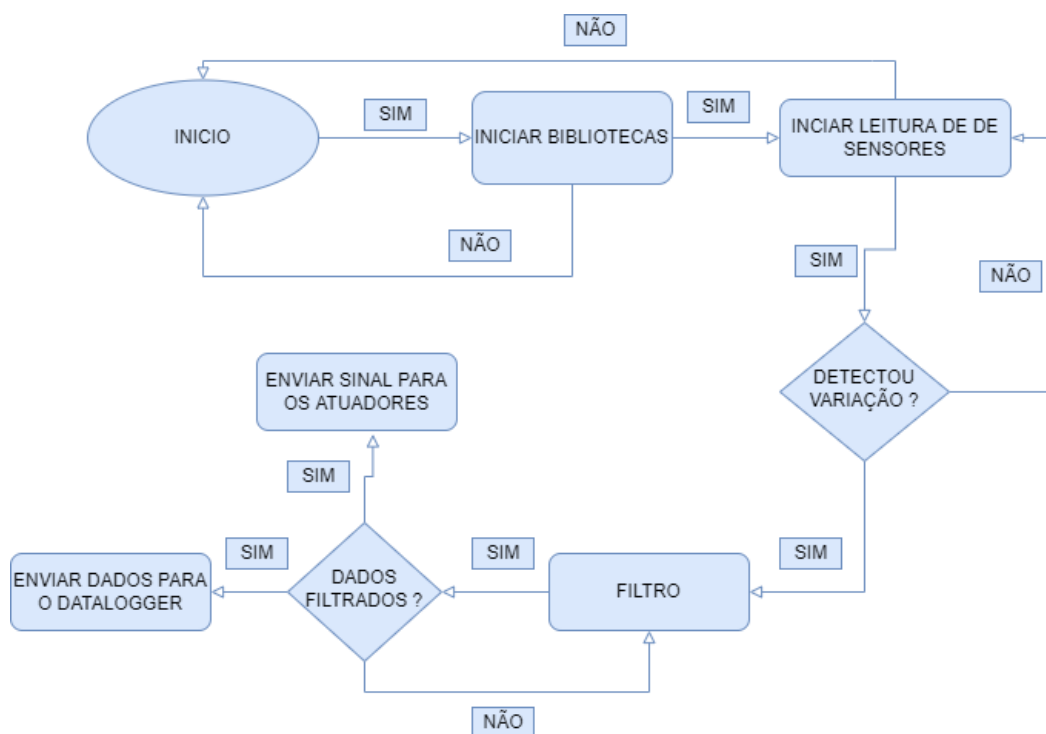 NÃO
SIM
SIM
INICIO
INICIAR BIBLIOTECAS
INCIAR LEITURA DE DE
SENSORES
NÃO
SIM
NÃO
ENVIAR SINAL PARA
OS ATUADORES
DETECTOU
VARIAÇÃO ?
SIM
SIM
SIM
SIM
ENVIAR DADOS PARA
O DATALOGGER
DADOS
FILTRADOS ?
FILTRO
NÃO